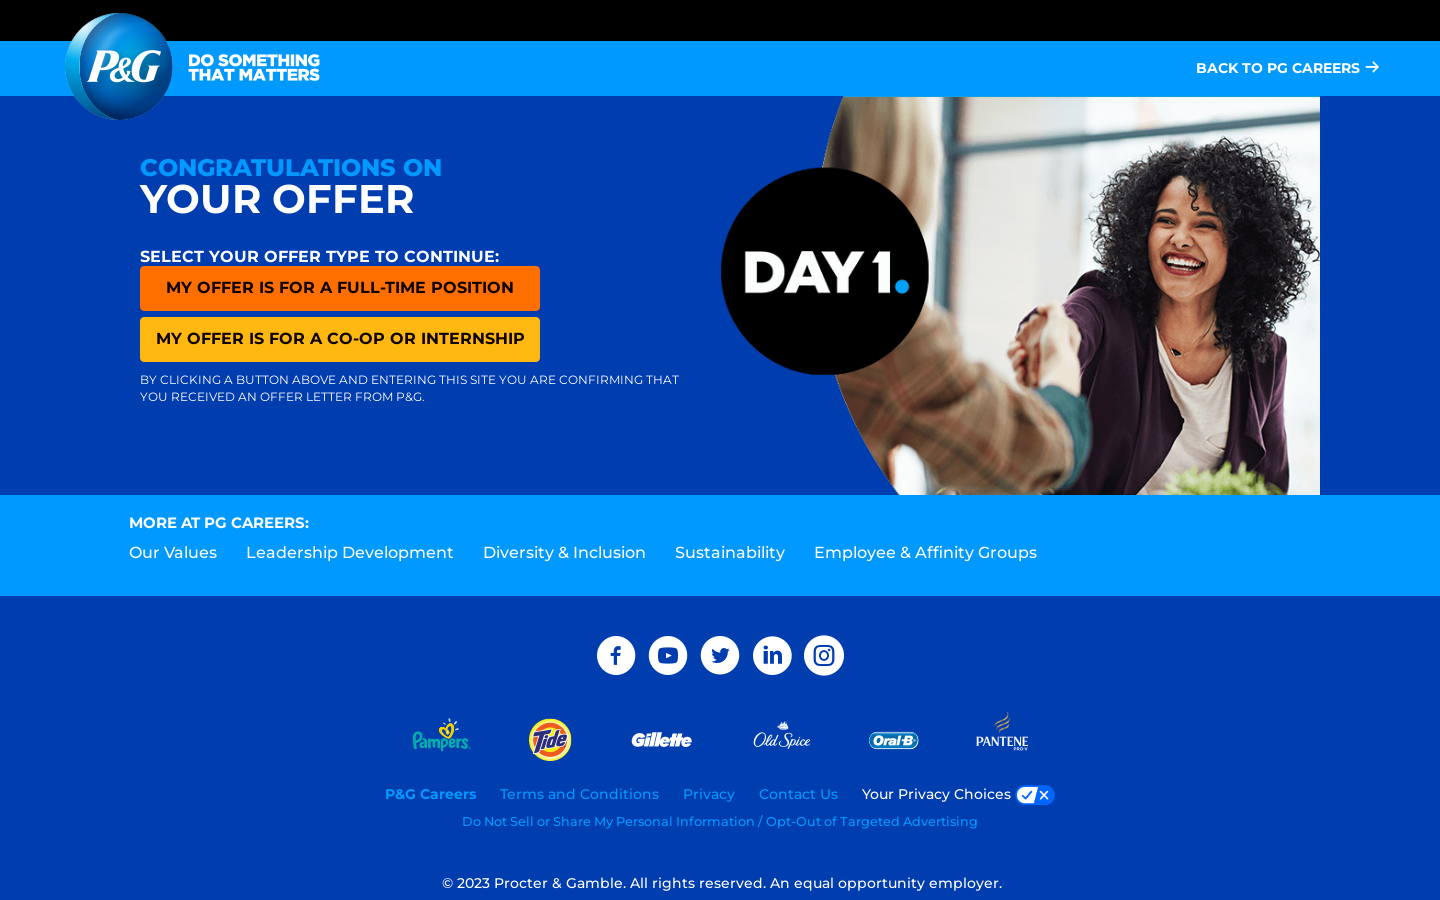 P&G
DO SOMETHING
THAT MATTERS
BACK TO PG CAREERS
CONGRATULATIONS ON
YOUR OFFER
SELECT YOUR OFFER TYPE TO CONTINUE:
MY OFFER IS FOR A FULL-TIME POSITION
MY OFFER IS FOR A CO-OP OR INTERNSHIP
BY CLICKING A BUTTON ABOVE AND ENTERING THIS SITE YOU ARE CONFIRMING THAT
YOU RECEIVED AN OFFER LETTER FROM P&G.
DAY 1.
MORE AT PG CAREERS:
Our Values Leadership Development Diversity & Inclusion Sustainability Employee & Affinity Groups
Pampers Tide Gillette Old Spice Oral-B PANTENE
PRO-V
P&G Careers Terms and Conditions Privacy Contact Us Your Privacy Choices
Do Not Sell or Share My Personal Information / Opt-Out of Targeted Advertising
© 2023 Procter & Gamble. All rights reserved. An equal opportunity employer.